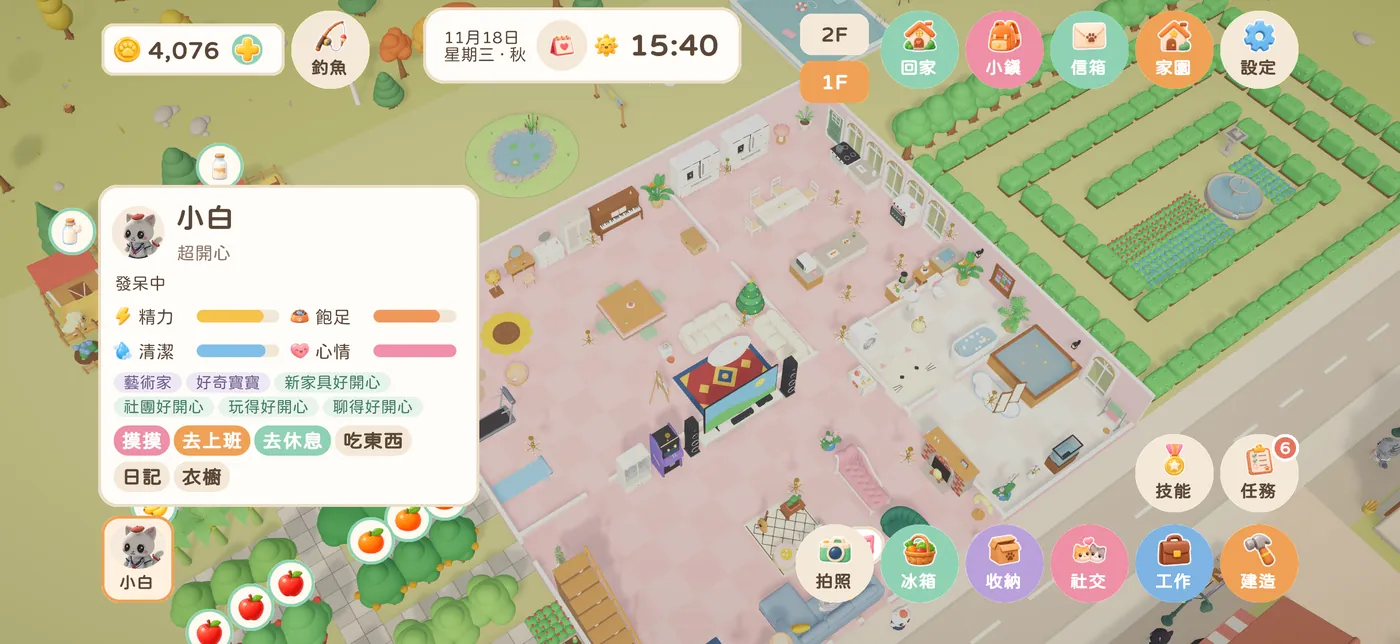 4,076
釣魚
11月18日
星期三·秋
15:40
2F
1F
回家
小鎮
信箱
家園
設定
小白
超開心
發呆中
精力
飽足
清潔
心情
藝術家 好奇寶寶 新家具好開心
社團好開心 玩得好開心 聊得好開心
摸摸 去上班 去休息 吃東西
日記 衣櫥
小白
技能
6
任務
拍照
冰箱
收納
社交
工作
建造